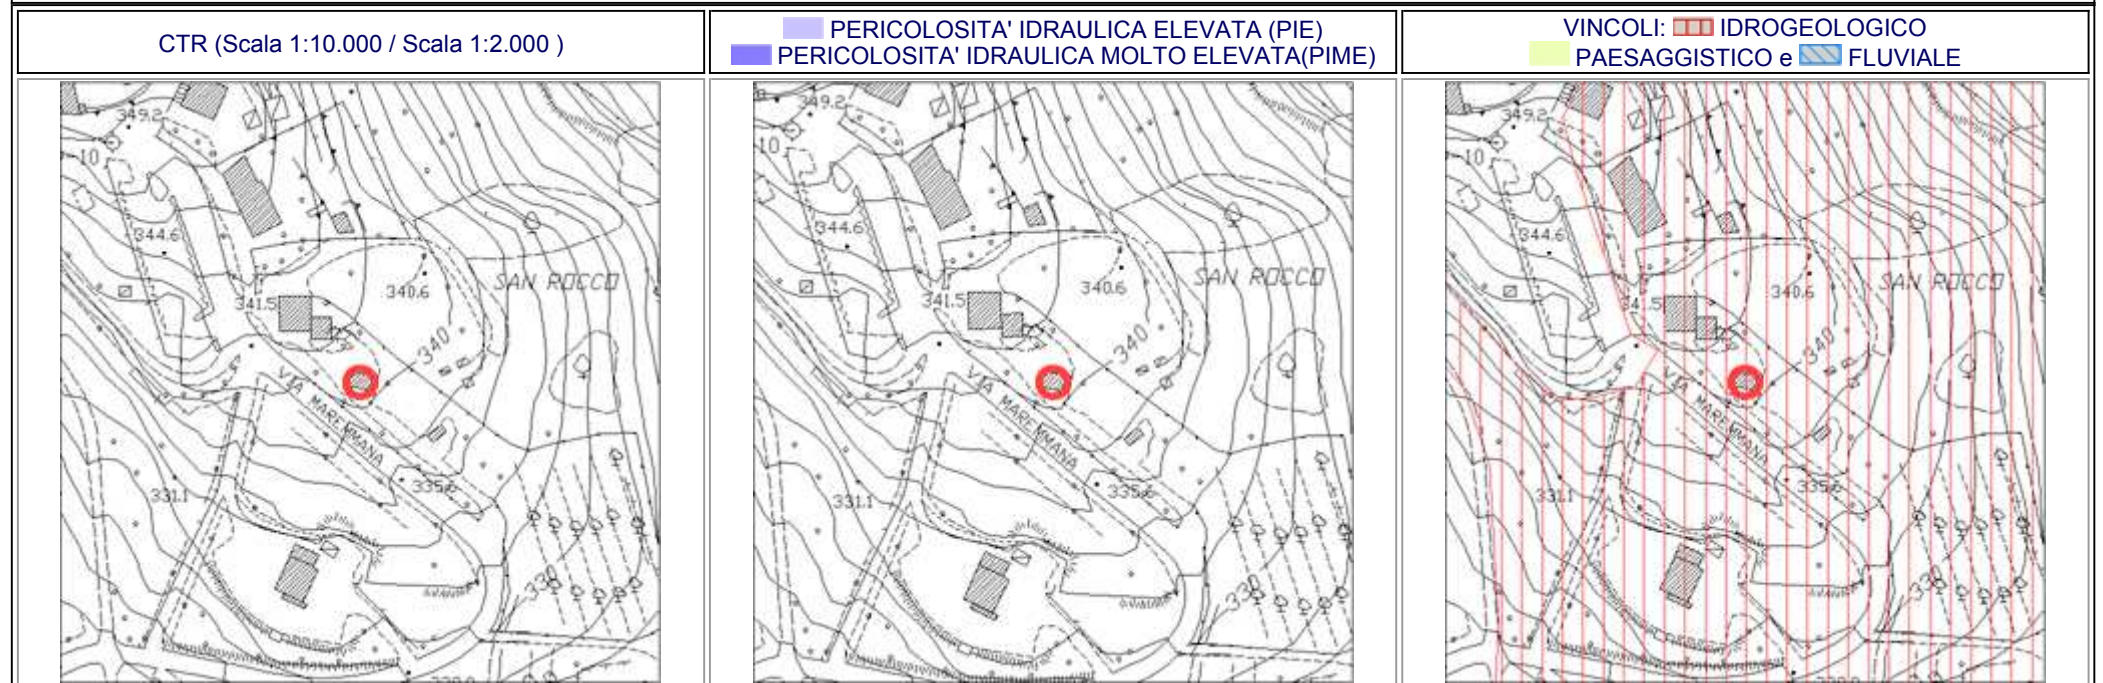 CTR (Scala 1:10.000 / Scala 1:2.000 )
PERICOLOSITA' IDRAULICA ELEVATA (PIE)
PERICOLOSITA' IDRAULICA MOLTO ELEVATA(PIME)
VINCOLI: IDROGEOLOGICO
PAESAGGISTICO e FLUVIALE
349.2
10
344.6
SAN ROCCO
341.5
340.6
340
VIA MAREMMANA
335.6
331.1
330
349.2
10
344.6
SAN ROCCO
341.5
340.6
340
VIA MAREMMANA
335.6
331.1
330
349.2
10
344.6
SAN ROCCO
341.5
340.6
340
VIA MAREMMANA
335.6
331.1
330